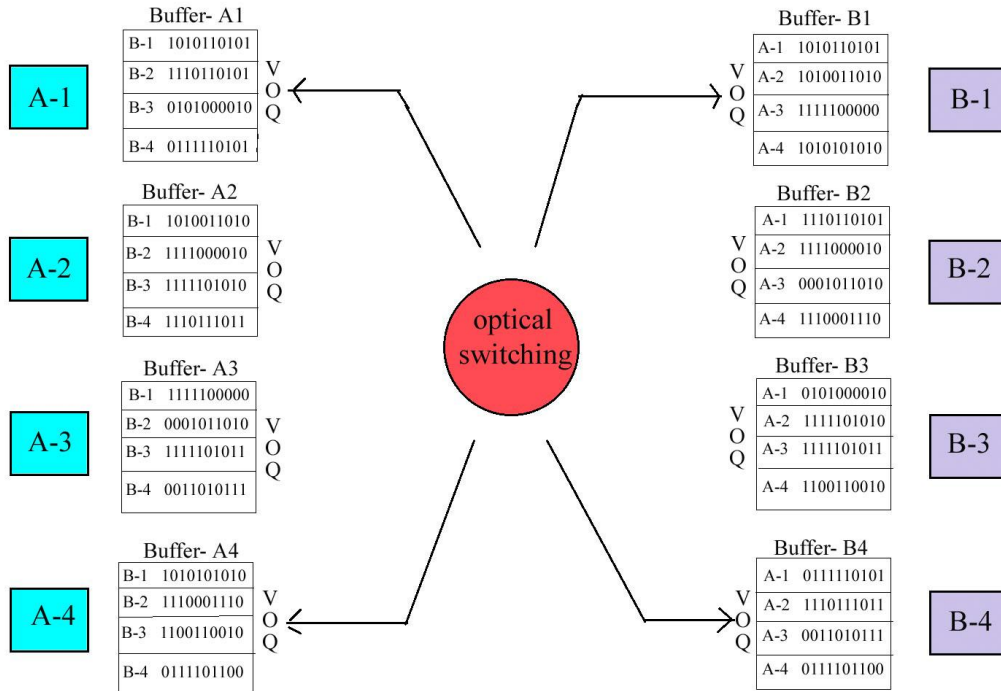 Buffer- A1
B-1 1010110101
B-2 1110110101
B-3 0101000010
B-4 0111110101
V
O
Q
A-1
Buffer- A2
B-1 1010011010
B-2 1111000010
B-3 1111101010
B-4 1110111011
V
O
Q
A-2
Buffer- A3
B-1 1111100000
B-2 0001011010
B-3 1111101011
B-4 0011010111
V
O
Q
A-3
Buffer- A4
B-1 1010101010
B-2 1110001110
B-3 1100110010
B-4 0111101100
V
O
Q
A-4
optical
switching
Buffer- B1
A-1 1010110101
A-2 1010011010
A-3 1111100000
A-4 1010101010
V
O
Q
B-1
Buffer- B2
A-1 1110110101
A-2 1111000010
A-3 0001011010
A-4 1110001110
V
O
Q
B-2
Buffer- B3
A-1 0101000010
A-2 1111101010
A-3 1111101011
A-4 1100110010
V
O
Q
B-3
Buffer- B4
A-1 0111110101
A-2 1110111011
A-3 0011010111
A-4 0111101100
V
O
Q
B-4